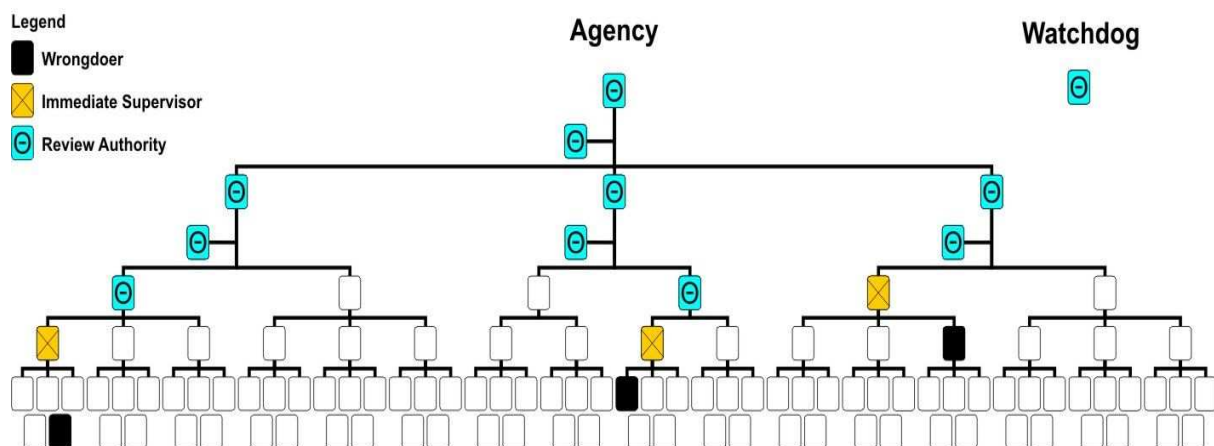 Legend
Agency
Watchdog
Wrongdoer
Immediate Supervisor
Review Authority